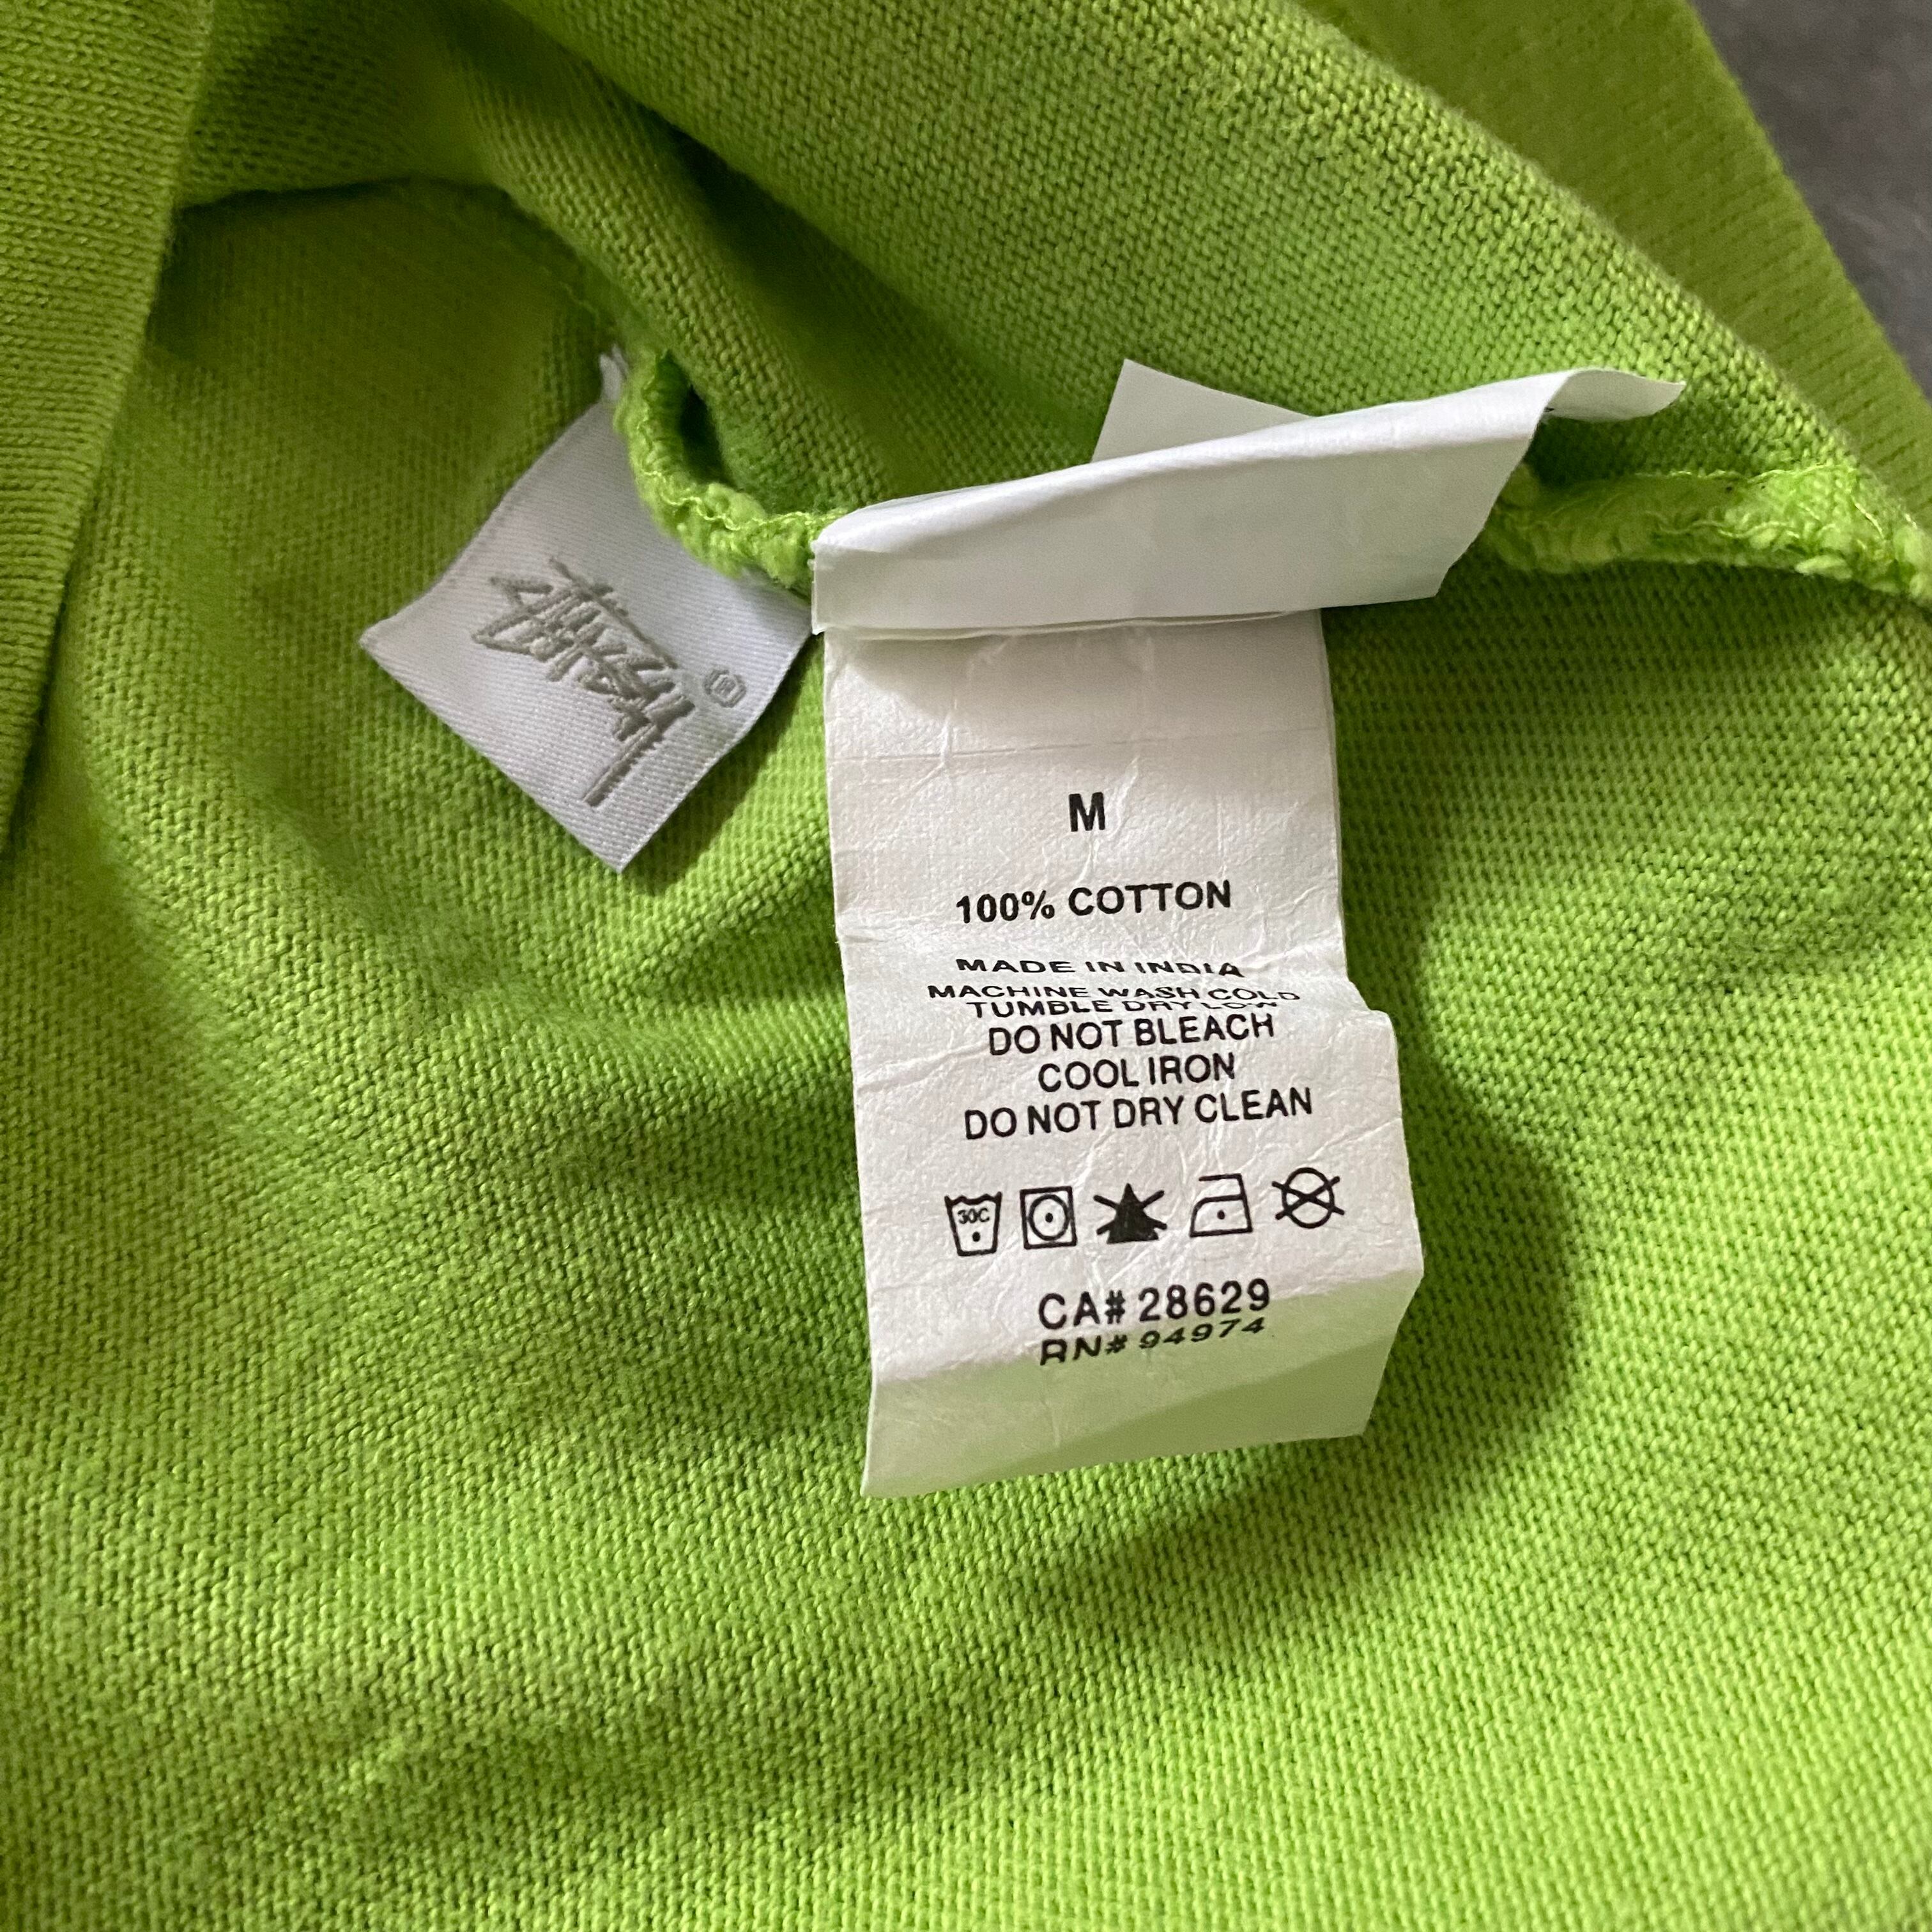 Stüssy ®
M
100% COTTON
MADE IN INDIA
MACHINE WASH COLD
TUMBLE DRY LOW
DO NOT BLEACH
COOL IRON
DO NOT DRY CLEAN
30C
CA# 28629
RN# 94974